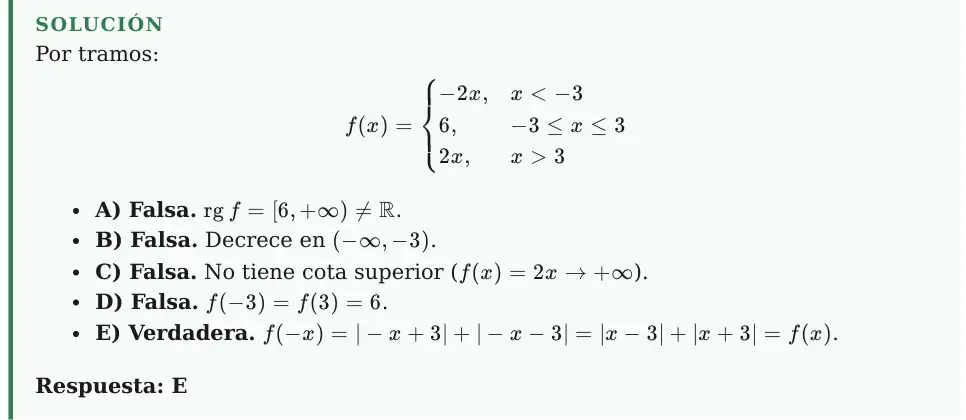 SOLUCIÓN
Por tramos:
f(x) = { −2x, x < −3
6, −3 ≤ x ≤ 3
2x, x > 3
• A) Falsa. rg f = [6, +∞) ≠ ℝ.
• B) Falsa. Decrece en (−∞, −3).
• C) Falsa. No tiene cota superior (f(x) = 2x → +∞).
• D) Falsa. f(−3) = f(3) = 6.
• E) Verdadera. f(−x) = | − x + 3| + | − x − 3| = |x − 3| + |x + 3| = f(x).
Respuesta: E